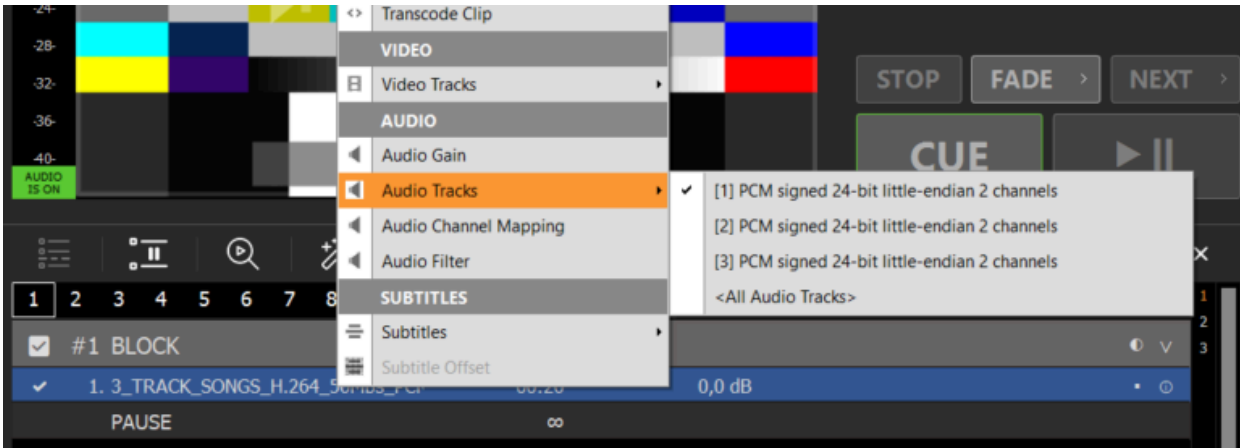 -24-
-28-
-32-
-36-
-40-
AUDIO
IS ON
Transcode Clip
VIDEO
Video Tracks
AUDIO
Audio Gain
Audio Tracks
Audio Channel Mapping
Audio Filter
SUBTITLES
Subtitles
Subtitle Offset
[1] PCM signed 24-bit little-endian 2 channels
[2] PCM signed 24-bit little-endian 2 channels
[3] PCM signed 24-bit little-endian 2 channels
<All Audio Tracks>
STOP FADE NEXT
CUE
1 2 3 4 5 6 7 8
1
2
3
#1 BLOCK
1. 3_TRACK_SONGS_H.264_50Mbs_PCM 00:20 0,0 dB
PAUSE ∞